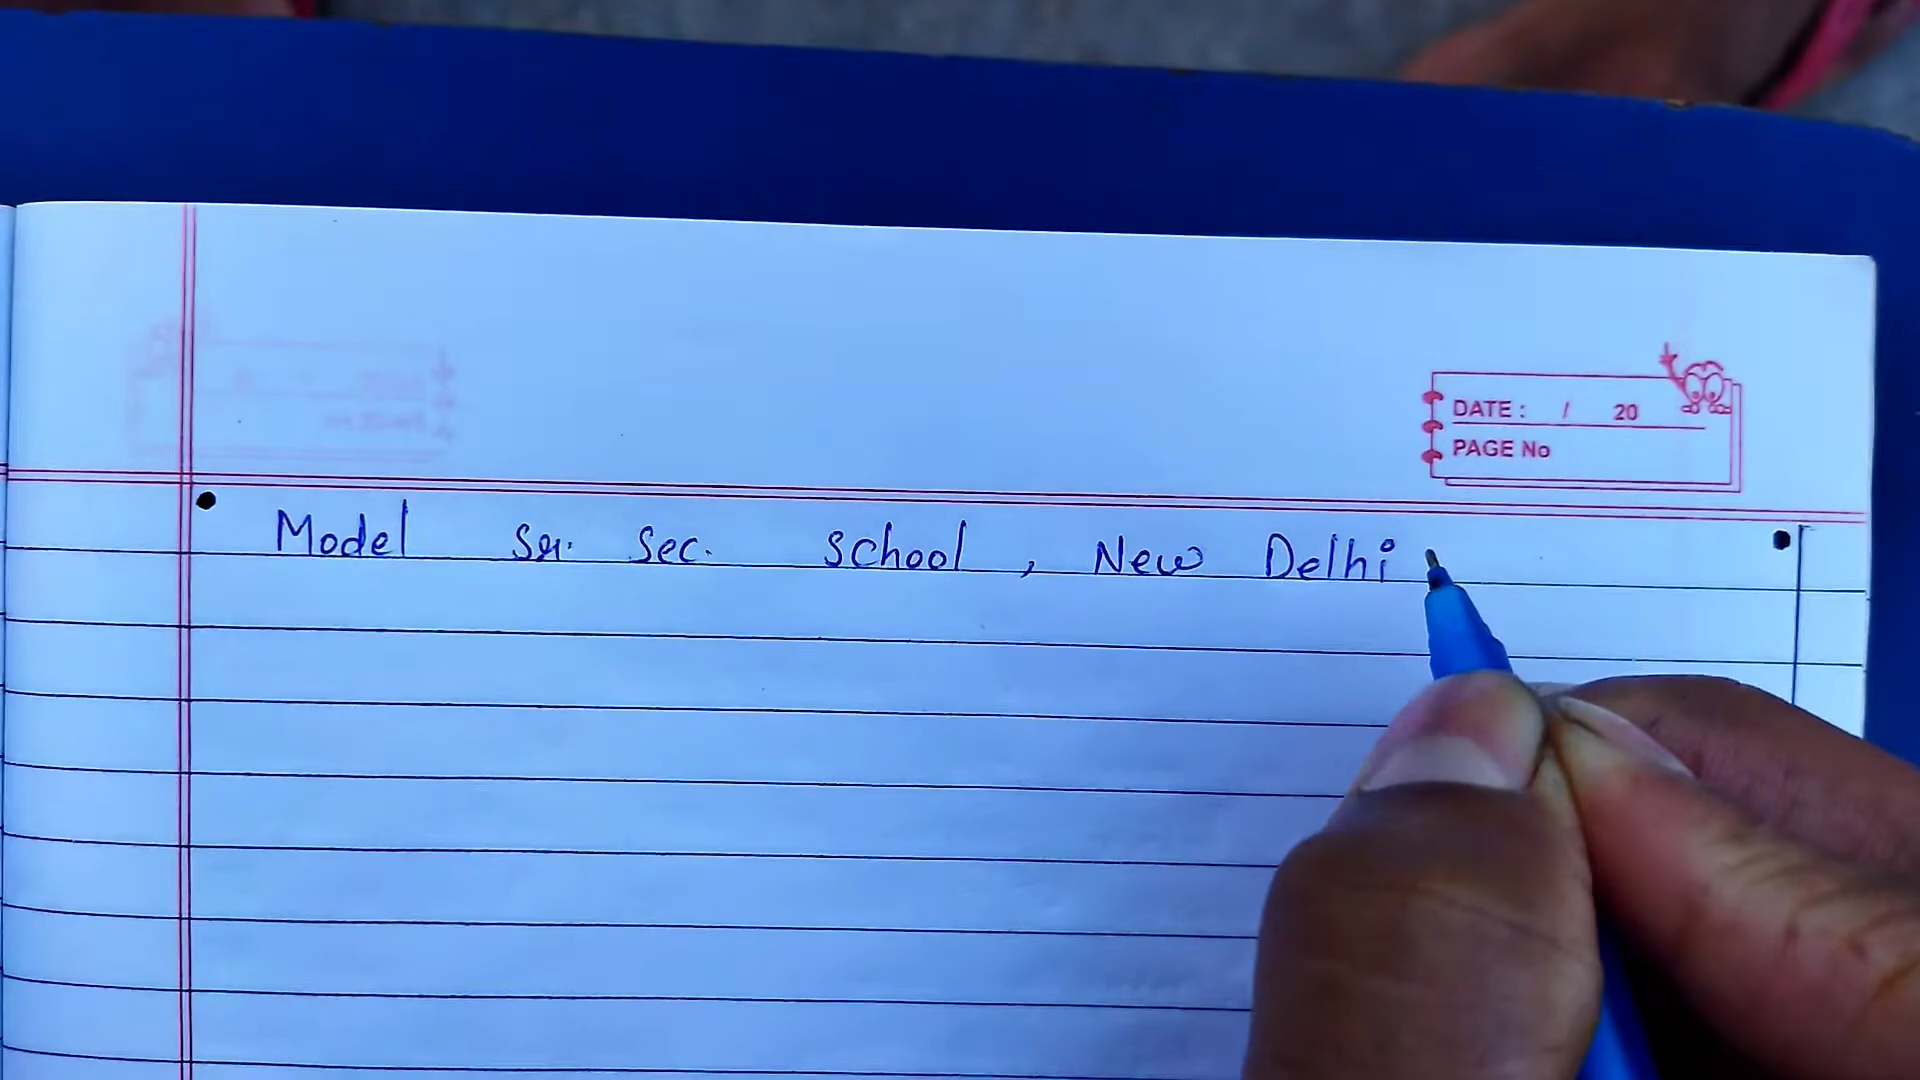 DATE : / 20
PAGE No
Model Sr. Sec. School, New Delhi